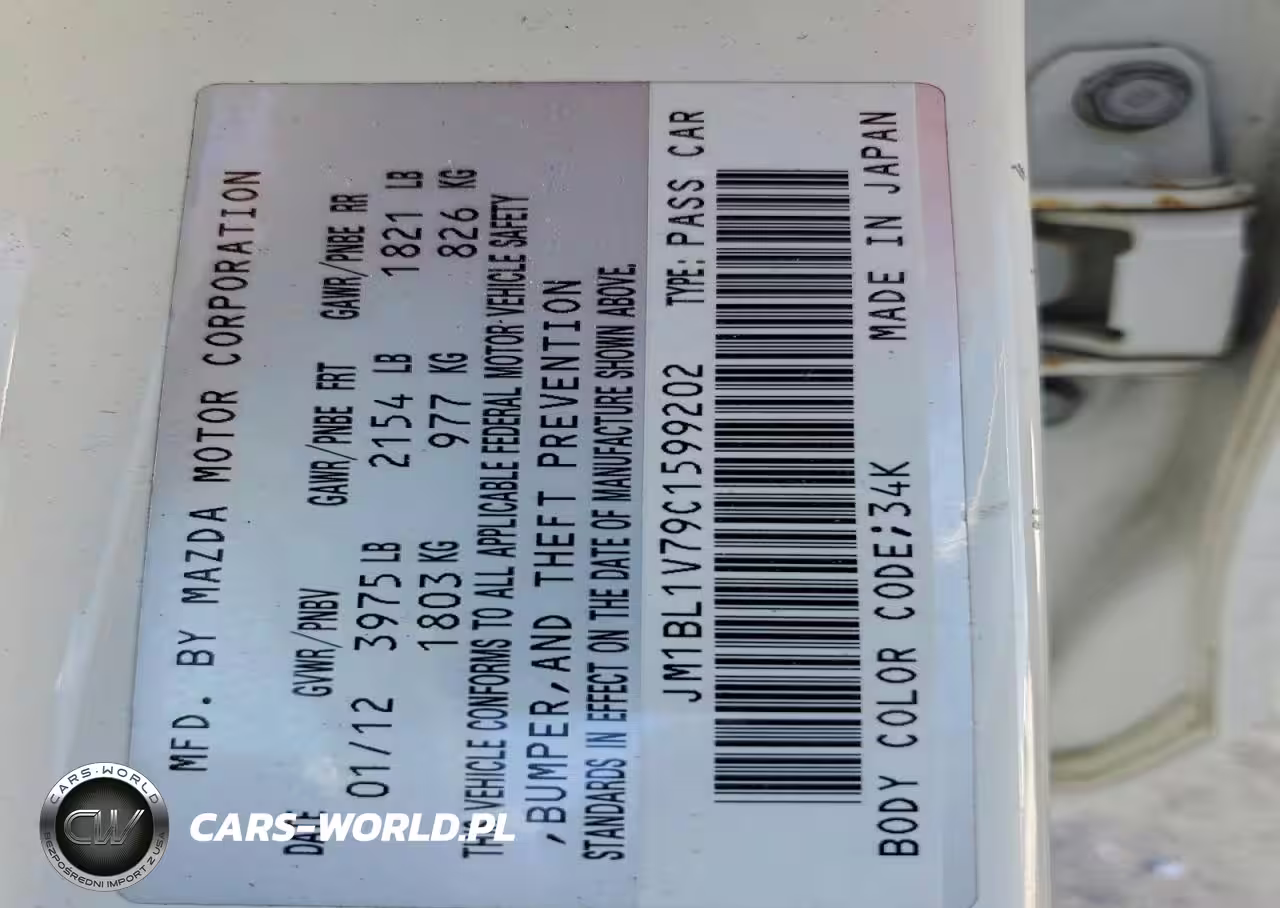 MFD. BY MAZDA MOTOR CORPORATION
DATE GVWR/PNBV GAWR/PNBE FRT GAWR/PNBE RR
01/12 3975 LB 2154 LB 1821 LB
1803 KG 977 KG 826 KG
THE VEHICLE CONFORMS TO ALL APPLICABLE FEDERAL MOTOR VEHICLE SAFETY
,BUMPER,AND THEFT PREVENTION
STANDARDS IN EFFECT ON THE DATE OF MANUFACTURE SHOWN ABOVE.
JM1BL1V79C1599202 TYPE: PASS CAR
BODY COLOR CODE;34K MADE IN JAPAN
CARS-WORLD
CW
BEZPOŚREDNI IMPORT Z USA
CARS-WORLD.PL